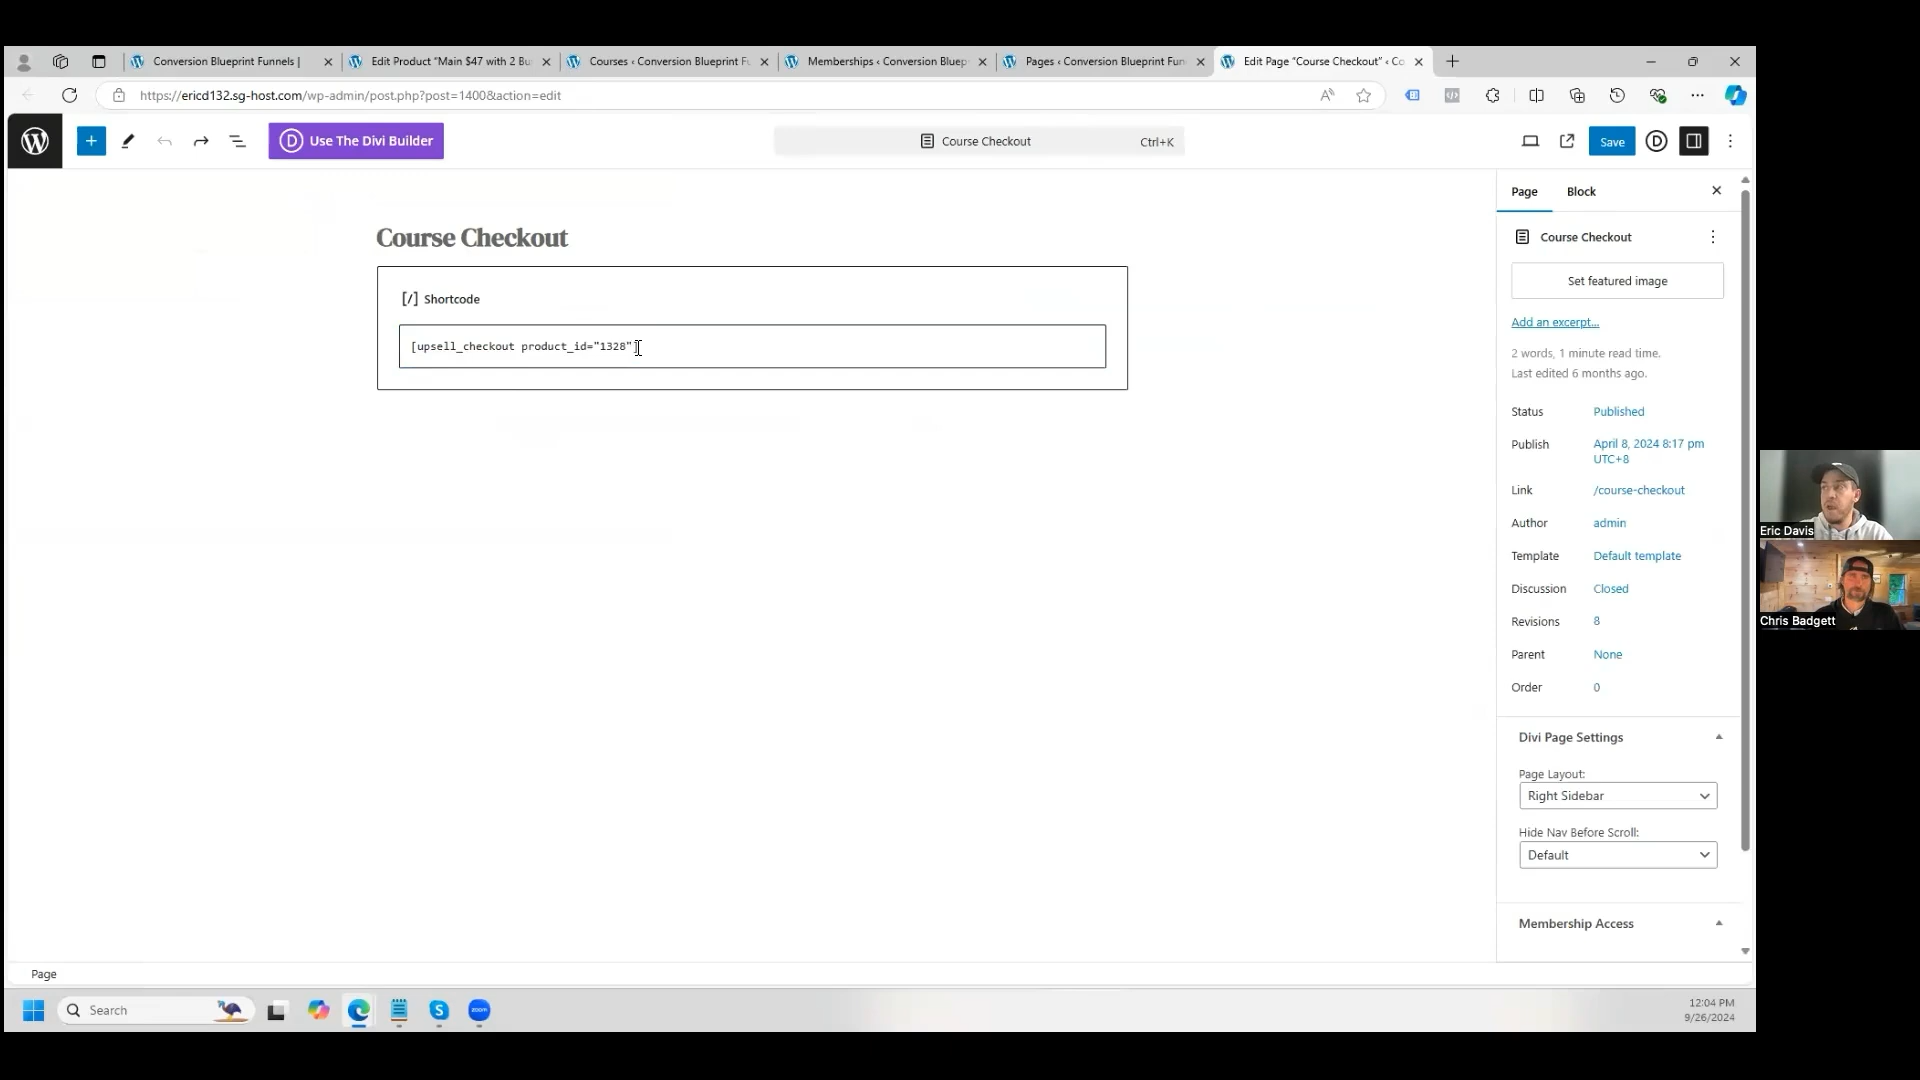 Conversion Blueprint Funnels |
Edit Product "Main $47 with 2 Bu
Courses ‹ Conversion Blueprint Fu
Memberships ‹ Conversion Bluep
Pages ‹ Conversion Blueprint Fun
Edit Page "Course Checkout" ‹ Co
https://ericd132.sg-host.com/wp-admin/post.php?post=1400&action=edit
Use The Divi Builder
Course Checkout
Ctrl+K
Save
Page
Block
Course Checkout
[/] Shortcode
[upsell_checkout product_id="1328"]
Course Checkout
Set featured image
Add an excerpt...
2 words, 1 minute read time.
Last edited 6 months ago.
Status Published
Publish April 8, 2024 8:17 pm
UTC+8
Link /course-checkout
Author admin
Template Default template
Discussion Closed
Revisions 8
Parent None
Order 0
Divi Page Settings
Page Layout:
Right Sidebar
Hide Nav Before Scroll:
Default
Membership Access
Page
Search
zoom
12:04 PM
9/26/2024
Eric Davis
Chris Badgett